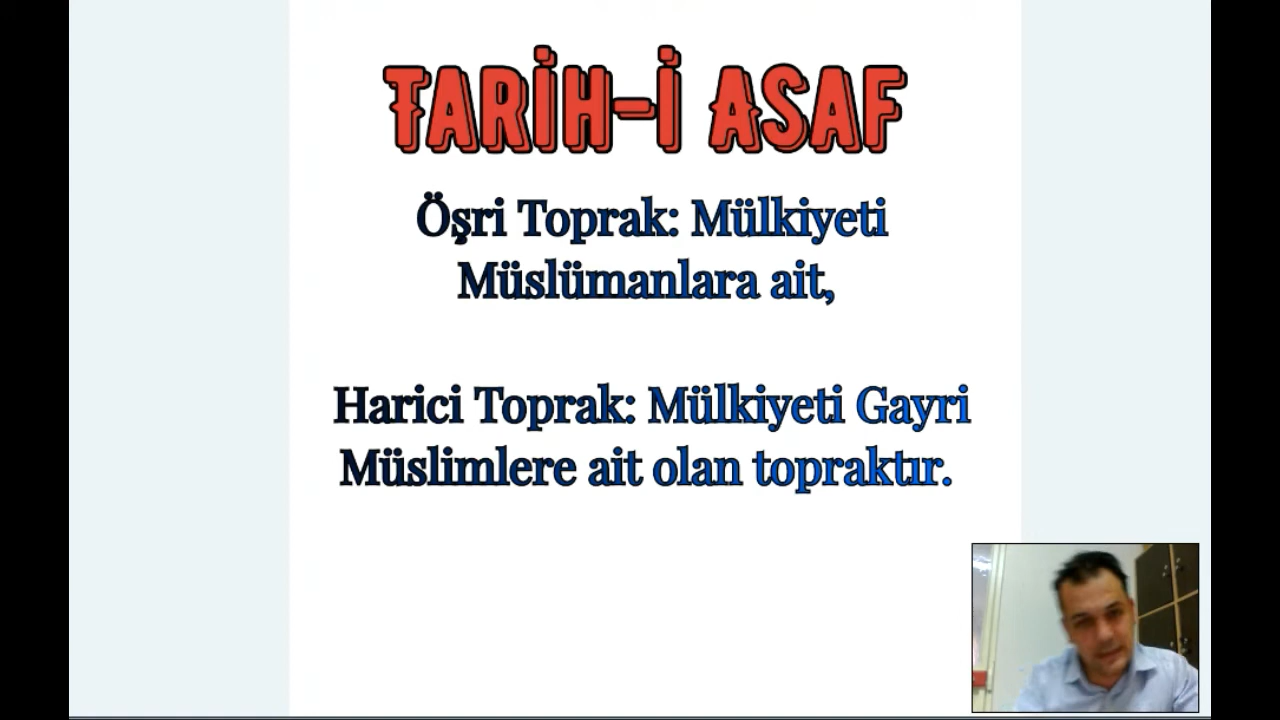 TARİH-İ ASAF
Öşri Toprak: Mülkiyeti
Müslümanlara ait,
Harici Toprak: Mülkiyeti Gayri
Müslimlere ait olan topraktır.